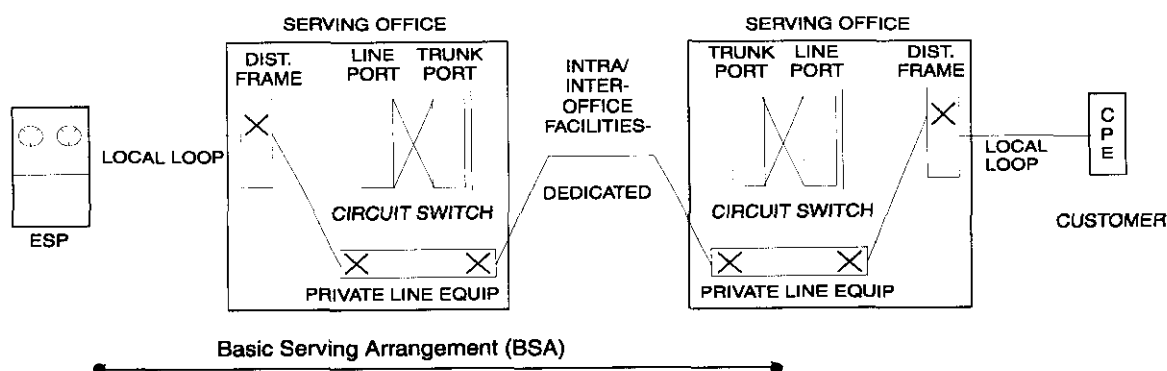 SERVING OFFICE
DIST.
FRAME
LINE
PORT
TRUNK
PORT
LOCAL LOOP
ESP
CIRCUIT SWITCH
PRIVATE LINE EQUIP
INTRA/
INTER-
OFFICE
FACILITIES-
DEDICATED
SERVING OFFICE
TRUNK
PORT
LINE
PORT
DIST.
FRAME
CIRCUIT SWITCH
PRIVATE LINE EQUIP
LOCAL
LOOP
C
P
E
CUSTOMER
Basic Serving Arrangement (BSA)